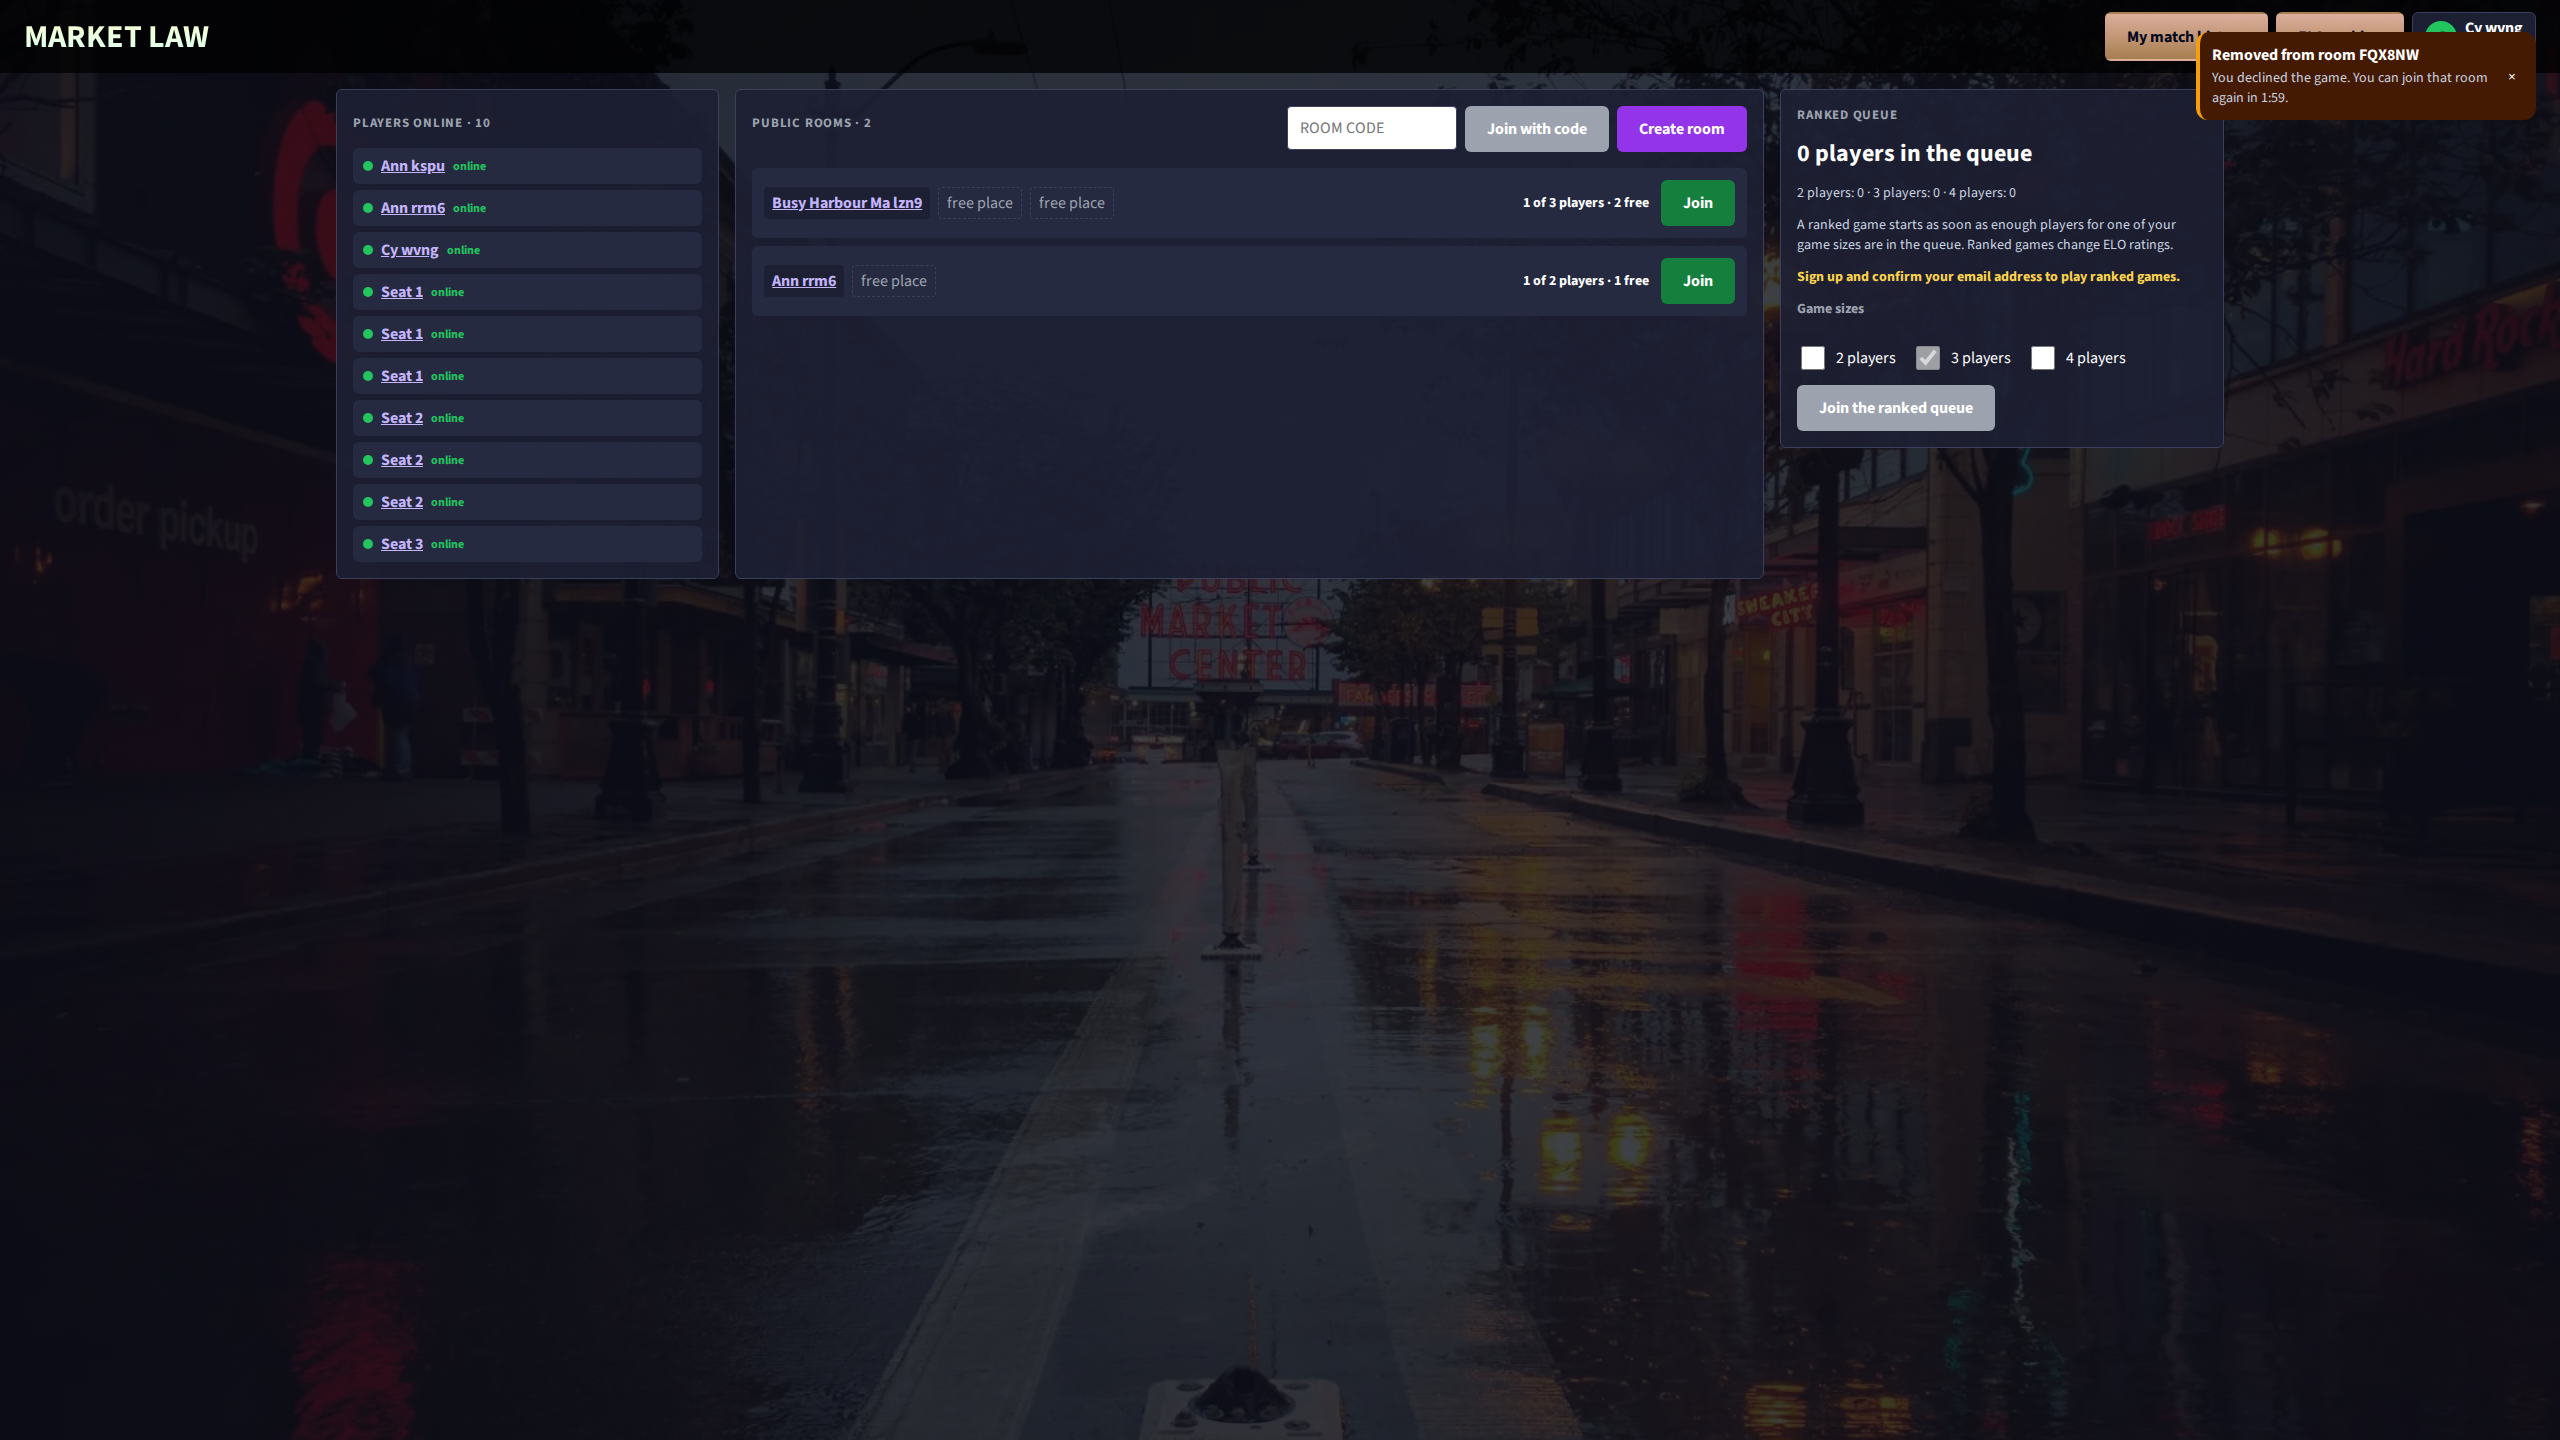 MARKET LAW
My match
Cy wvng
Removed from room FQX8NW
You declined the game. You can join that room
again in 1:59.
×
PLAYERS ONLINE · 10
Ann kspu online
Ann rrm6 online
Cy wvng online
Seat 1 online
Seat 1 online
Seat 1 online
Seat 2 online
Seat 2 online
Seat 2 online
Seat 3 online
PUBLIC ROOMS · 2
ROOM CODE
Join with code
Create room
Busy Harbour Ma lzn9 free place free place 1 of 3 players · 2 free Join
Ann rrm6 free place 1 of 2 players · 1 free Join
RANKED QUEUE
0 players in the queue
2 players: 0 · 3 players: 0 · 4 players: 0
A ranked game starts as soon as enough players for one of your
game sizes are in the queue. Ranked games change ELO ratings.
Sign up and confirm your email address to play ranked games.
Game sizes
2 players 3 players 4 players
Join the ranked queue
order pickup
Hard Rock
PUBLIC
MARKET
CENTER
SNEAKER
CITY